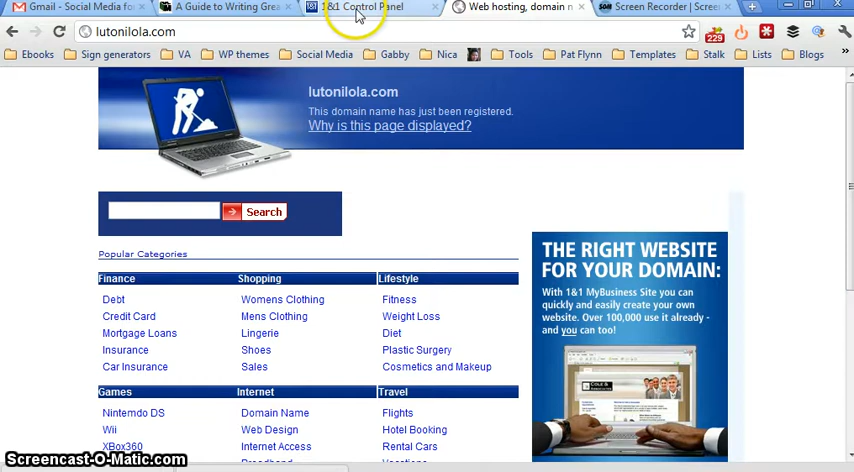 Gmail - Social Media fo
A Guide to Writing Grea
1&1 Control Panel
Web hosting, domain n
Screen Recorder | Scree
lutonilola.com
229
Ebooks
Sign generators
VA
WP themes
Social Media
Gabby
Nica
Tools
Pat Flynn
Templates
Stalk
Lists
Blogs
lutonilola.com
This domain name has just been registered.
Why is this page displayed?
Search
Popular Categories
Finance Shopping Lifestyle
Debt Womens Clothing Fitness
Credit Card Mens Clothing Weight Loss
Mortgage Loans Lingerie Diet
Insurance Shoes Plastic Surgery
Car Insurance Sales Cosmetics and Makeup
Games Internet Travel
Nintemdo DS Domain Name Flights
Wii Web Design Hotel Booking
XBox360 Internet Access Rental Cars
THE RIGHT WEBSITE
FOR YOUR DOMAIN:
With 1&1 MyBusiness Site you can
quickly and easily create your own
website. Over 100,000 use it already -
and you can too!
Screencast-O-Matic.com